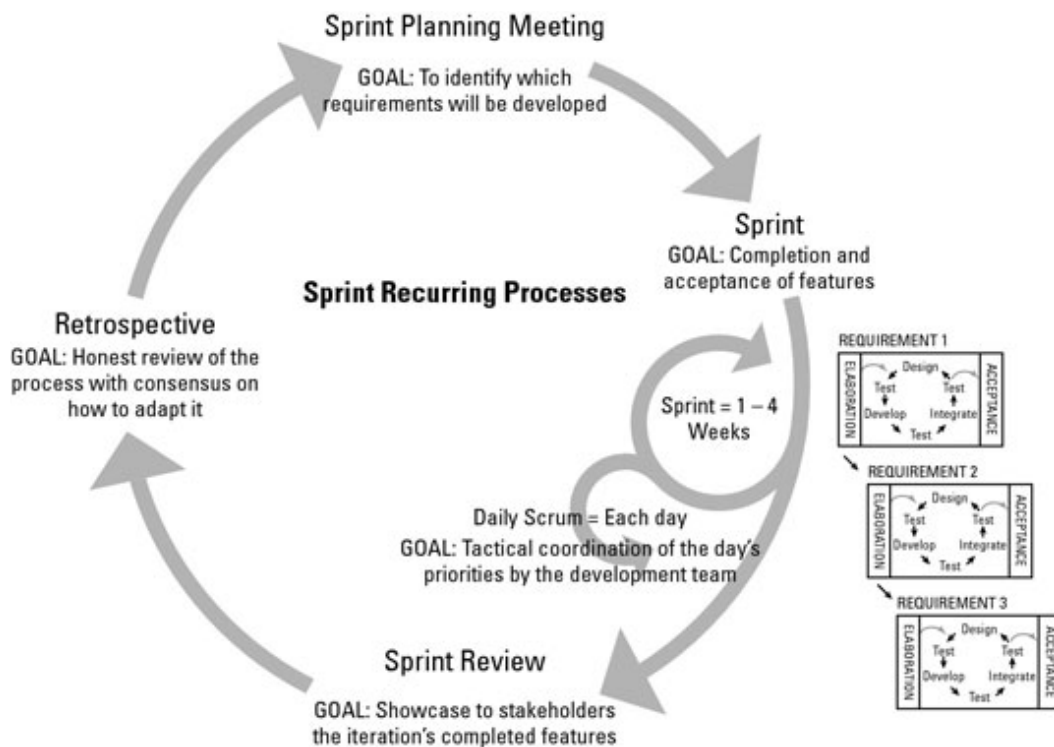 Sprint Planning Meeting
GOAL: To identify which
requirements will be developed
Sprint
GOAL: Completion and
acceptance of features
Sprint Recurring Processes
Retrospective
GOAL: Honest review of the
process with consensus on
how to adapt it
Sprint = 1 – 4
Weeks
Daily Scrum = Each day
GOAL: Tactical coordination of the day's
priorities by the development team
Sprint Review
GOAL: Showcase to stakeholders
the iteration's completed features
REQUIREMENT 1
ELABORATION
Design
Test
Test
Develop
Integrate
Test
ACCEPTANCE
REQUIREMENT 2
ELABORATION
Design
Test
Test
Develop
Integrate
Test
ACCEPTANCE
REQUIREMENT 3
ELABORATION
Design
Test
Test
Develop
Integrate
Test
ACCEPTANCE